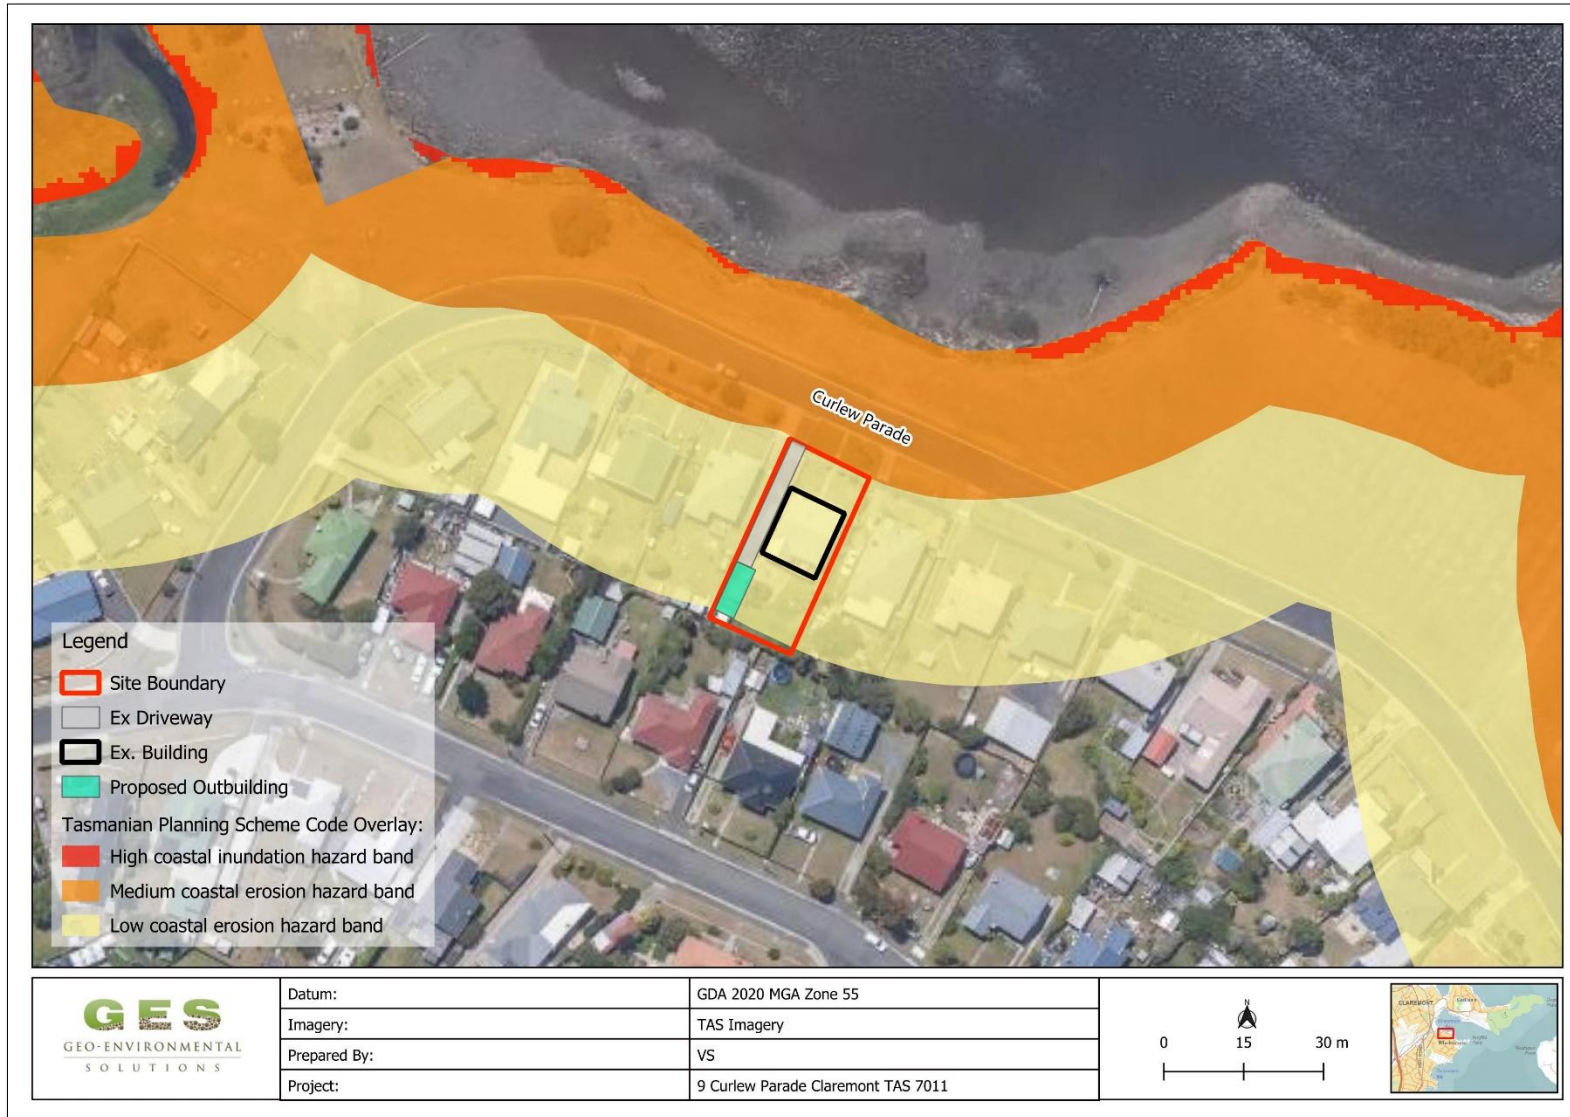 Curlew Parade
Legend
Site Boundary
Ex Driveway
Ex. Building
Proposed Outbuilding
Tasmanian Planning Scheme Code Overlay:
High coastal inundation hazard band
Medium coastal erosion hazard band
Low coastal erosion hazard band
GES
GEO-ENVIRONMENTAL
SOLUTIONS
Datum: GDA 2020 MGA Zone 55
Imagery: TAS Imagery
Prepared By: VS
Project: 9 Curlew Parade Claremont TAS 7011
N
0 15 30 m
CLAREMONT